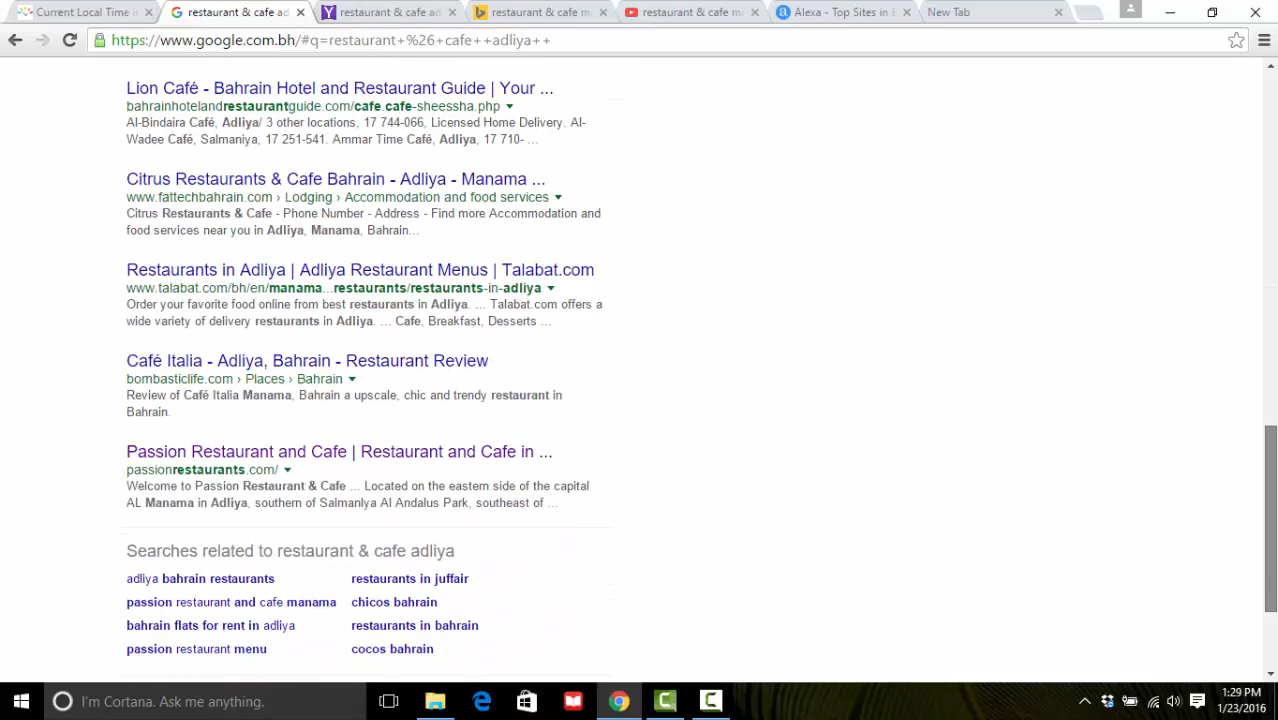 Current Local Time in
restaurant & cafe ad
restaurant & cafe ad
restaurant & cafe m
restaurant & cafe m
Alexa - Top Sites in B
New Tab
https://www.google.com.bh/#q=restaurant+%26+cafe++adliya++
Lion Café - Bahrain Hotel and Restaurant Guide | Your ...
bahrainhotelandrestaurantguide.com/cafe.cafe-sheessha.php
Al-Bindaira Café, Adliya/ 3 other locations, 17 744-066, Licensed Home Delivery. Al-
Wadee Café, Salmaniya, 17 251-541. Ammar Time Café, Adliya, 17 710- ...
Citrus Restaurants & Cafe Bahrain - Adliya - Manama ...
www.fattechbahrain.com › Lodging › Accommodation and food services
Citrus Restaurants & Cafe - Phone Number - Address - Find more Accommodation and
food services near you in Adliya, Manama, Bahrain...
Restaurants in Adliya | Adliya Restaurant Menus | Talabat.com
www.talabat.com/bh/en/manama...restaurants/restaurants-in-adliya
Order your favorite food online from best restaurants in Adliya. ... Talabat.com offers a
wide variety of delivery restaurants in Adliya. ... Cafe, Breakfast, Desserts ...
Café Italia - Adliya, Bahrain - Restaurant Review
bombasticlife.com › Places › Bahrain
Review of Café Italia Manama, Bahrain a upscale, chic and trendy restaurant in
Bahrain.
Passion Restaurant and Cafe | Restaurant and Cafe in ...
passionrestaurants.com/
Welcome to Passion Restaurant & Cafe ... Located on the eastern side of the capital
AL Manama in Adliya, southern of Salmanlya Al Andalus Park, southeast of ...
Searches related to restaurant & cafe adliya
adliya bahrain restaurants
restaurants in juffair
passion restaurant and cafe manama
chicos bahrain
bahrain flats for rent in adliya
restaurants in bahrain
passion restaurant menu
cocos bahrain
I'm Cortana. Ask me anything.
1:29 PM
1/23/2016